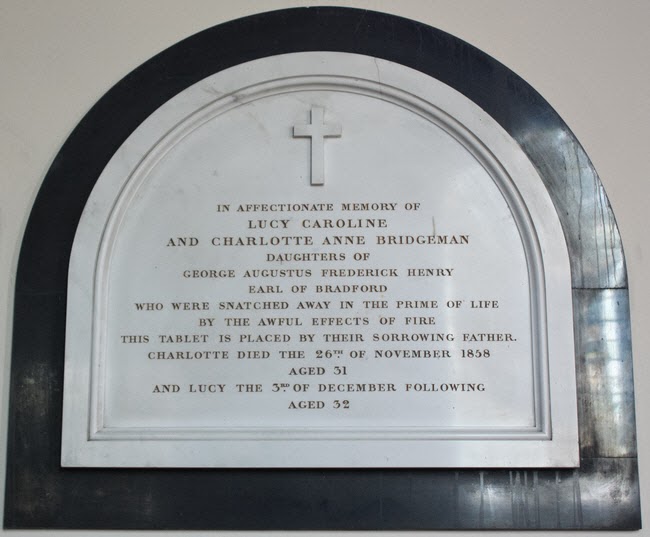 IN AFFECTIONATE MEMORY OF
LUCY CAROLINE
AND CHARLOTTE ANNE BRIDGEMAN
DAUGHTERS OF
GEORGE AUGUSTUS FREDERICK HENRY
EARL OF BRADFORD
WHO WERE SNATCHED AWAY IN THE PRIME OF LIFE
BY THE AWFUL EFFECTS OF FIRE
THIS TABLET IS PLACED BY THEIR SORROWING FATHER.
CHARLOTTE DIED THE 26TH OF NOVEMBER 1858
AGED 31
AND LUCY THE 3RD OF DECEMBER FOLLOWING
AGED 32